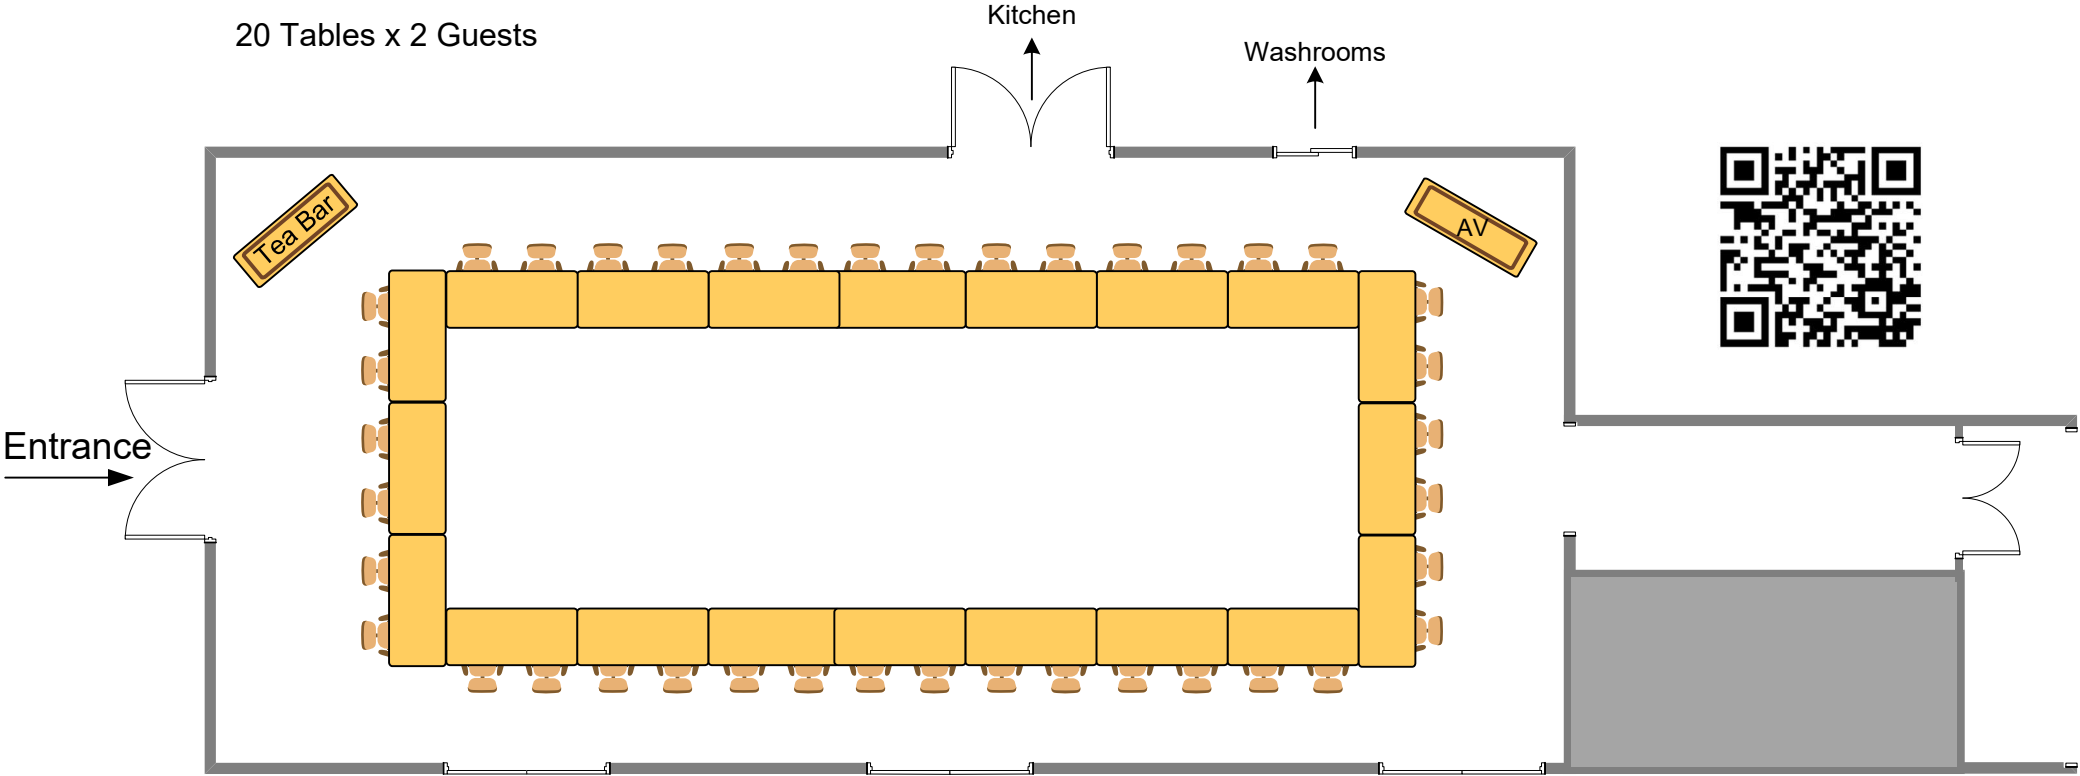 Kitchen
20 Tables x 2 Guests
Washrooms
Tea Bar
AV
Entrance